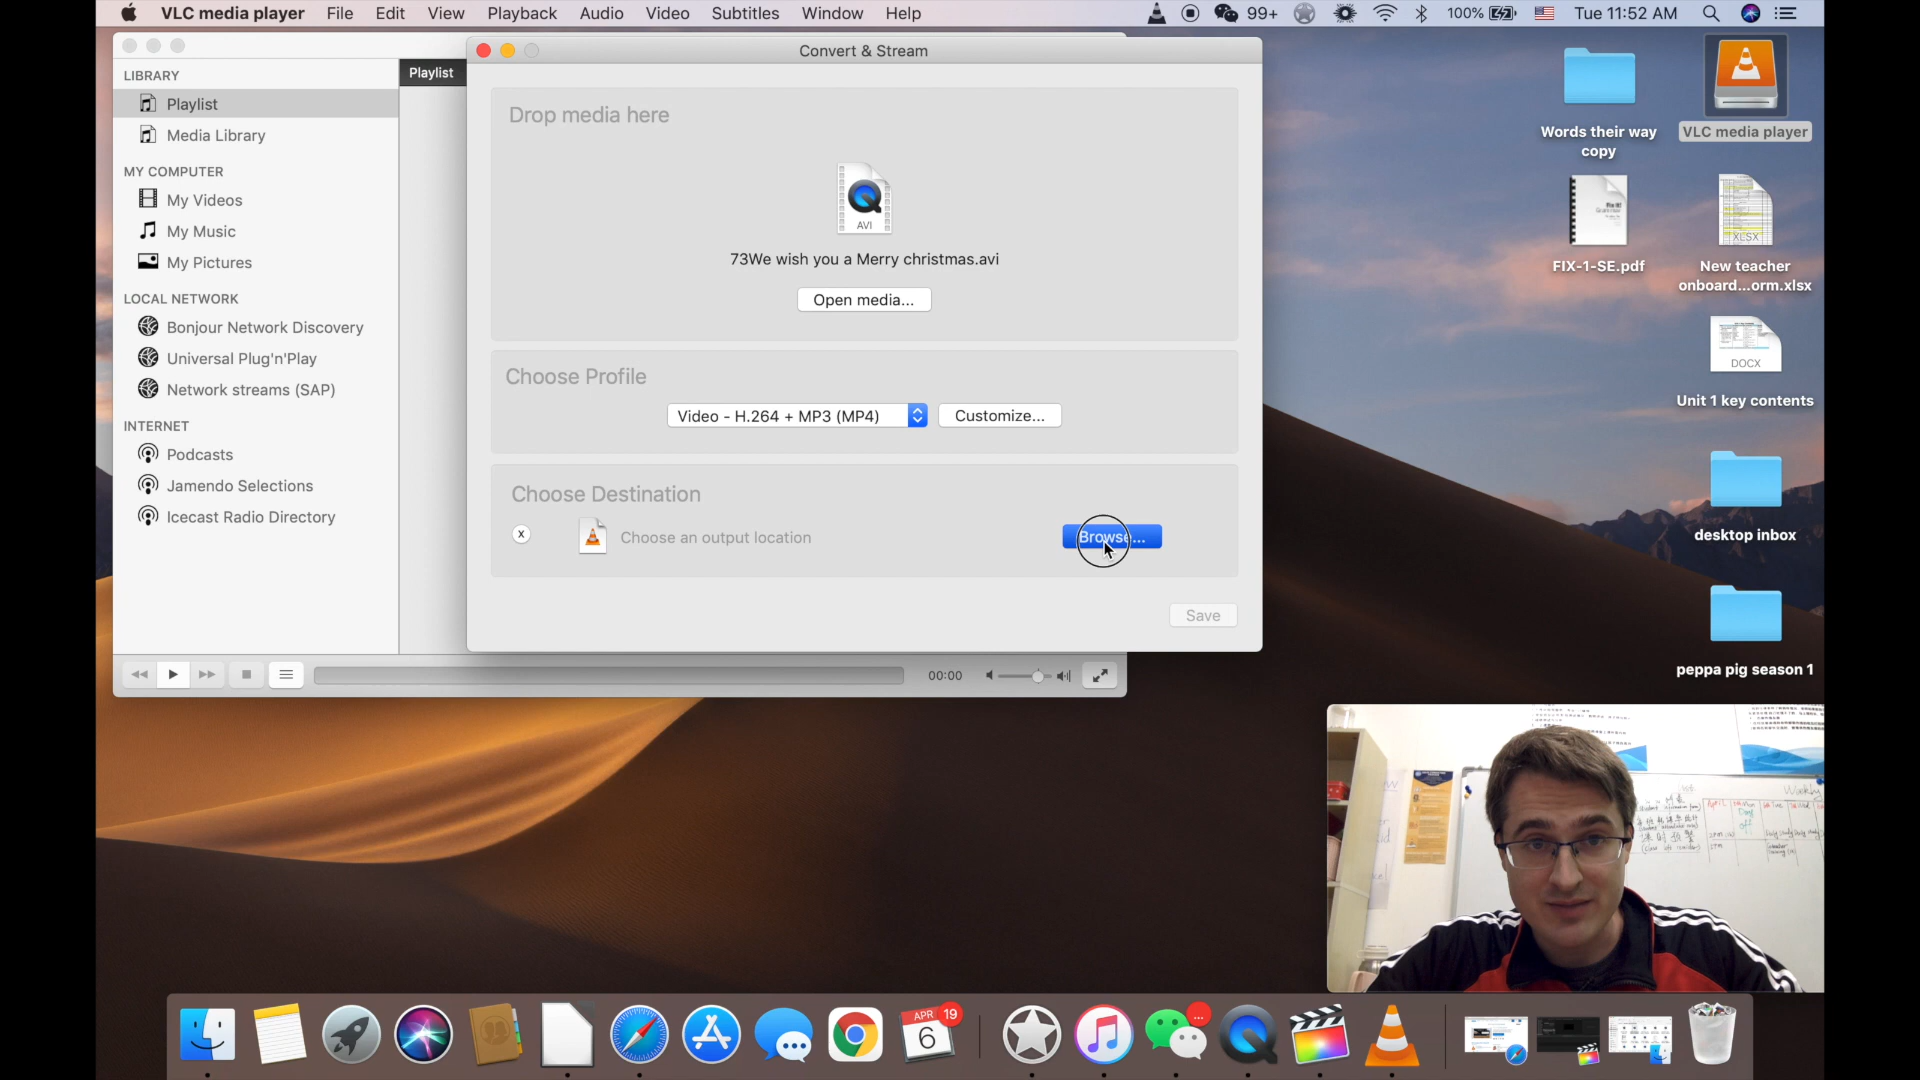 VLC media player File Edit View Playback Audio Video Subtitles Window Help
99+ 100% Tue 11:52 AM
Convert & Stream
LIBRARY
Playlist
Media Library
MY COMPUTER
My Videos
My Music
My Pictures
LOCAL NETWORK
Bonjour Network Discovery
Universal Plug'n'Play
Network streams (SAP)
INTERNET
Podcasts
Jamendo Selections
Icecast Radio Directory
Playlist
Drop media here
AVI
73We wish you a Merry christmas.avi
Open media...
Choose Profile
Video - H.264 + MP3 (MP4)
Customize...
Choose Destination
x
Choose an output location
Browse...
Save
00:00
Words their way
copy
VLC media player
FIX-1-SE.pdf
XLSX
New teacher
onboard...orm.xlsx
DOCX
Unit 1 key contents
desktop inbox
peppa pig season 1
APR 19
6